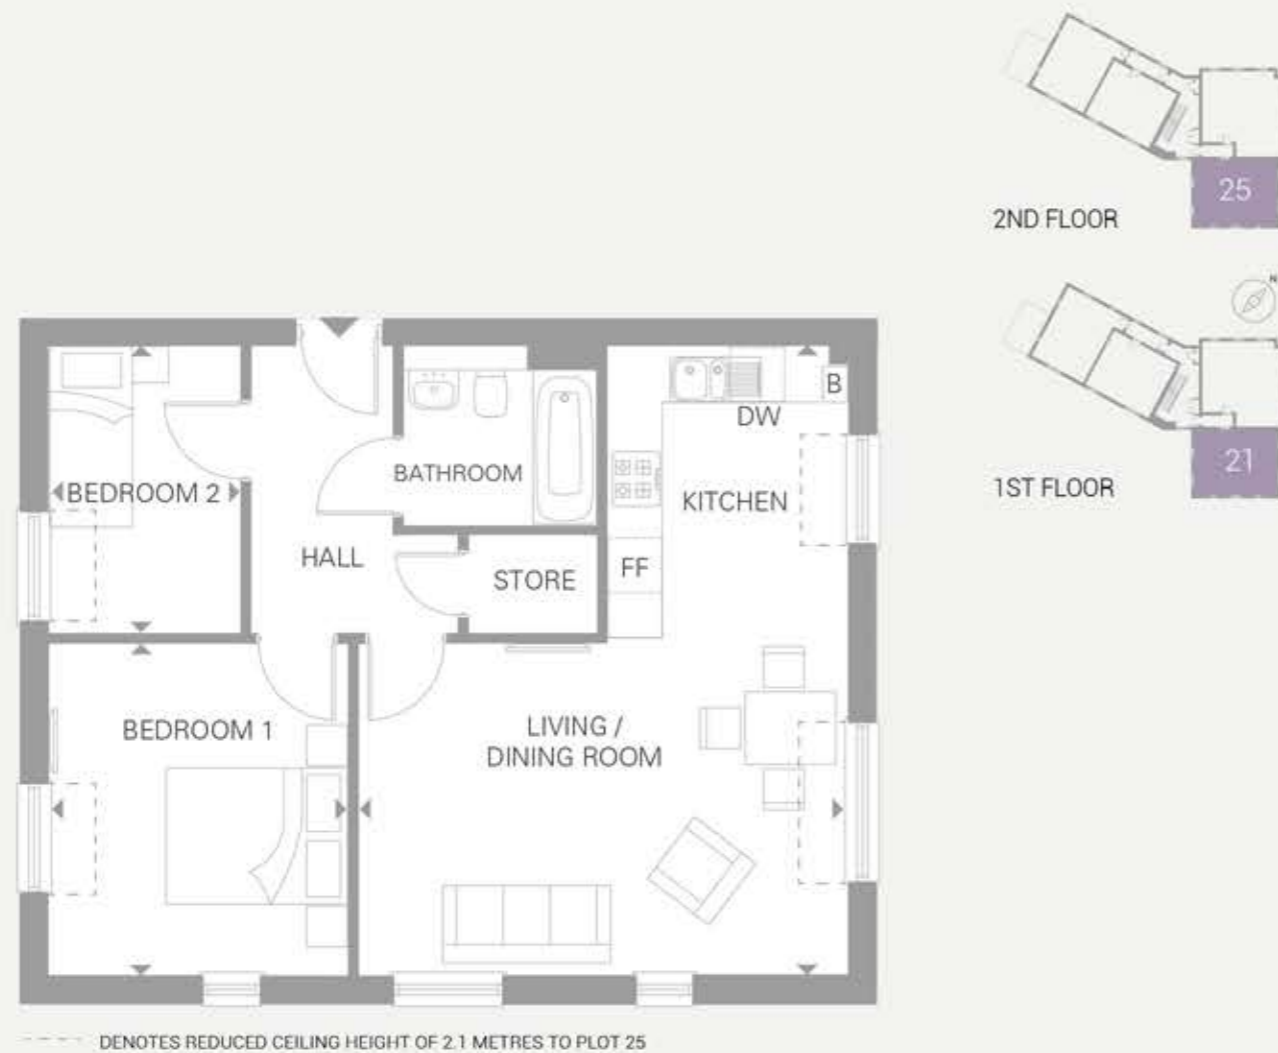 25
2ND FLOOR
N
21
1ST FLOOR
B
DW
BATHROOM
BEDROOM 2
KITCHEN
HALL
STORE
FF
BEDROOM 1
LIVING /
DINING ROOM
DENOTES REDUCED CEILING HEIGHT OF 2.1 METRES TO PLOT 25